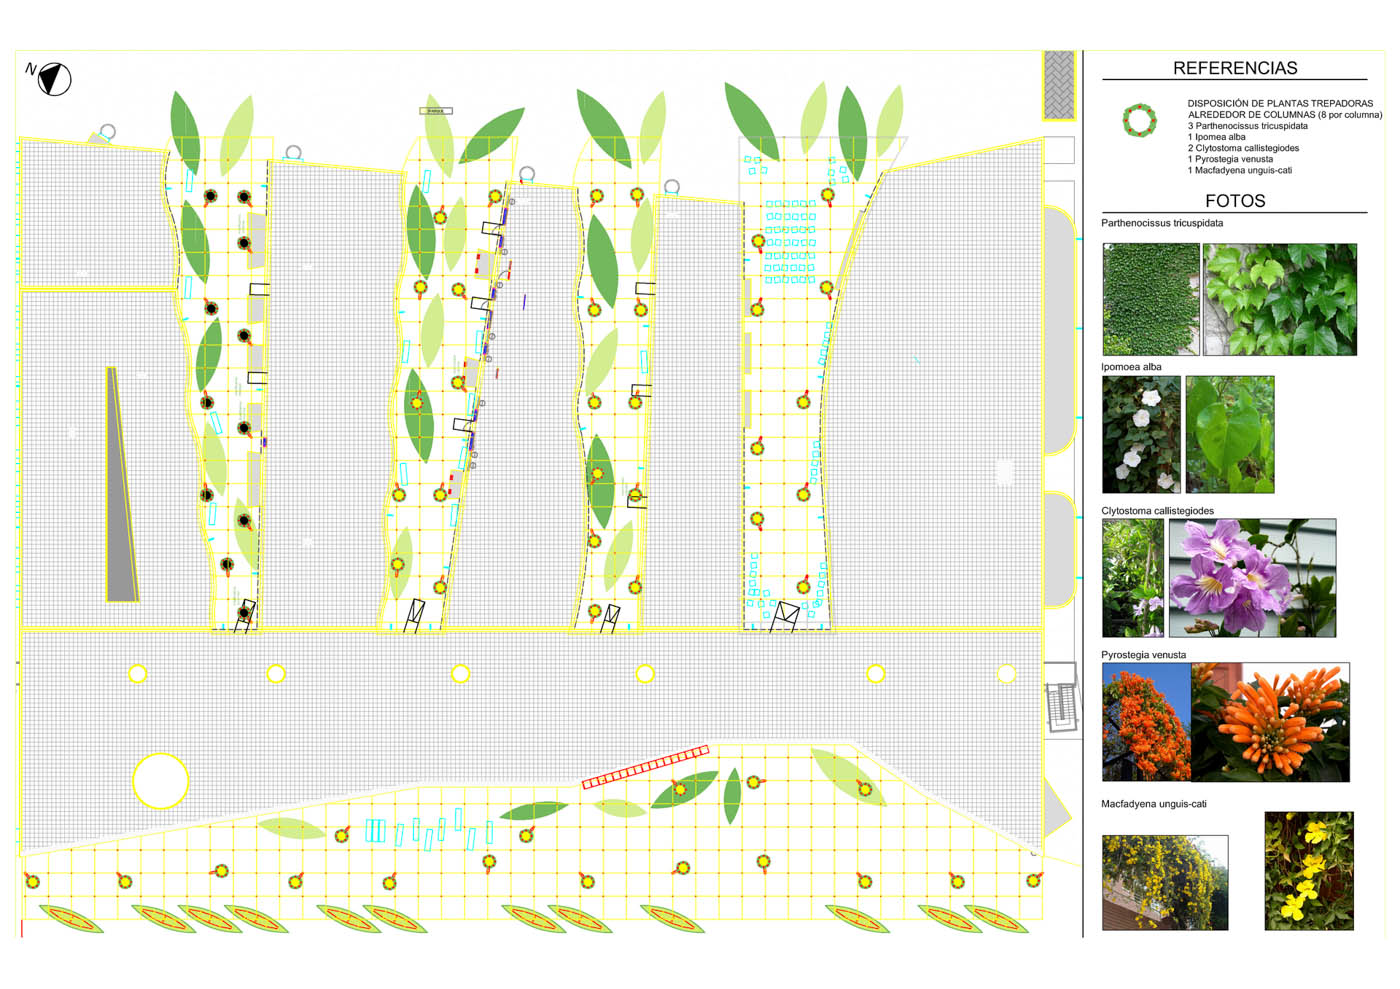 N
REFERENCIAS
DISPOSICIÓN DE PLANTAS TREPADORAS
ALREDEDOR DE COLUMNAS (8 por columna)
3 Parthenocissus tricuspidata
1 Ipomea alba
2 Clytostoma callistegiodes
1 Pyrostegia venusta
1 Macfadyena unguis-cati
FOTOS
Parthenocissus tricuspidata
Ipomoea alba
Clytostoma callistegiodes
Pyrostegia venusta
Macfadyena unguis-cati